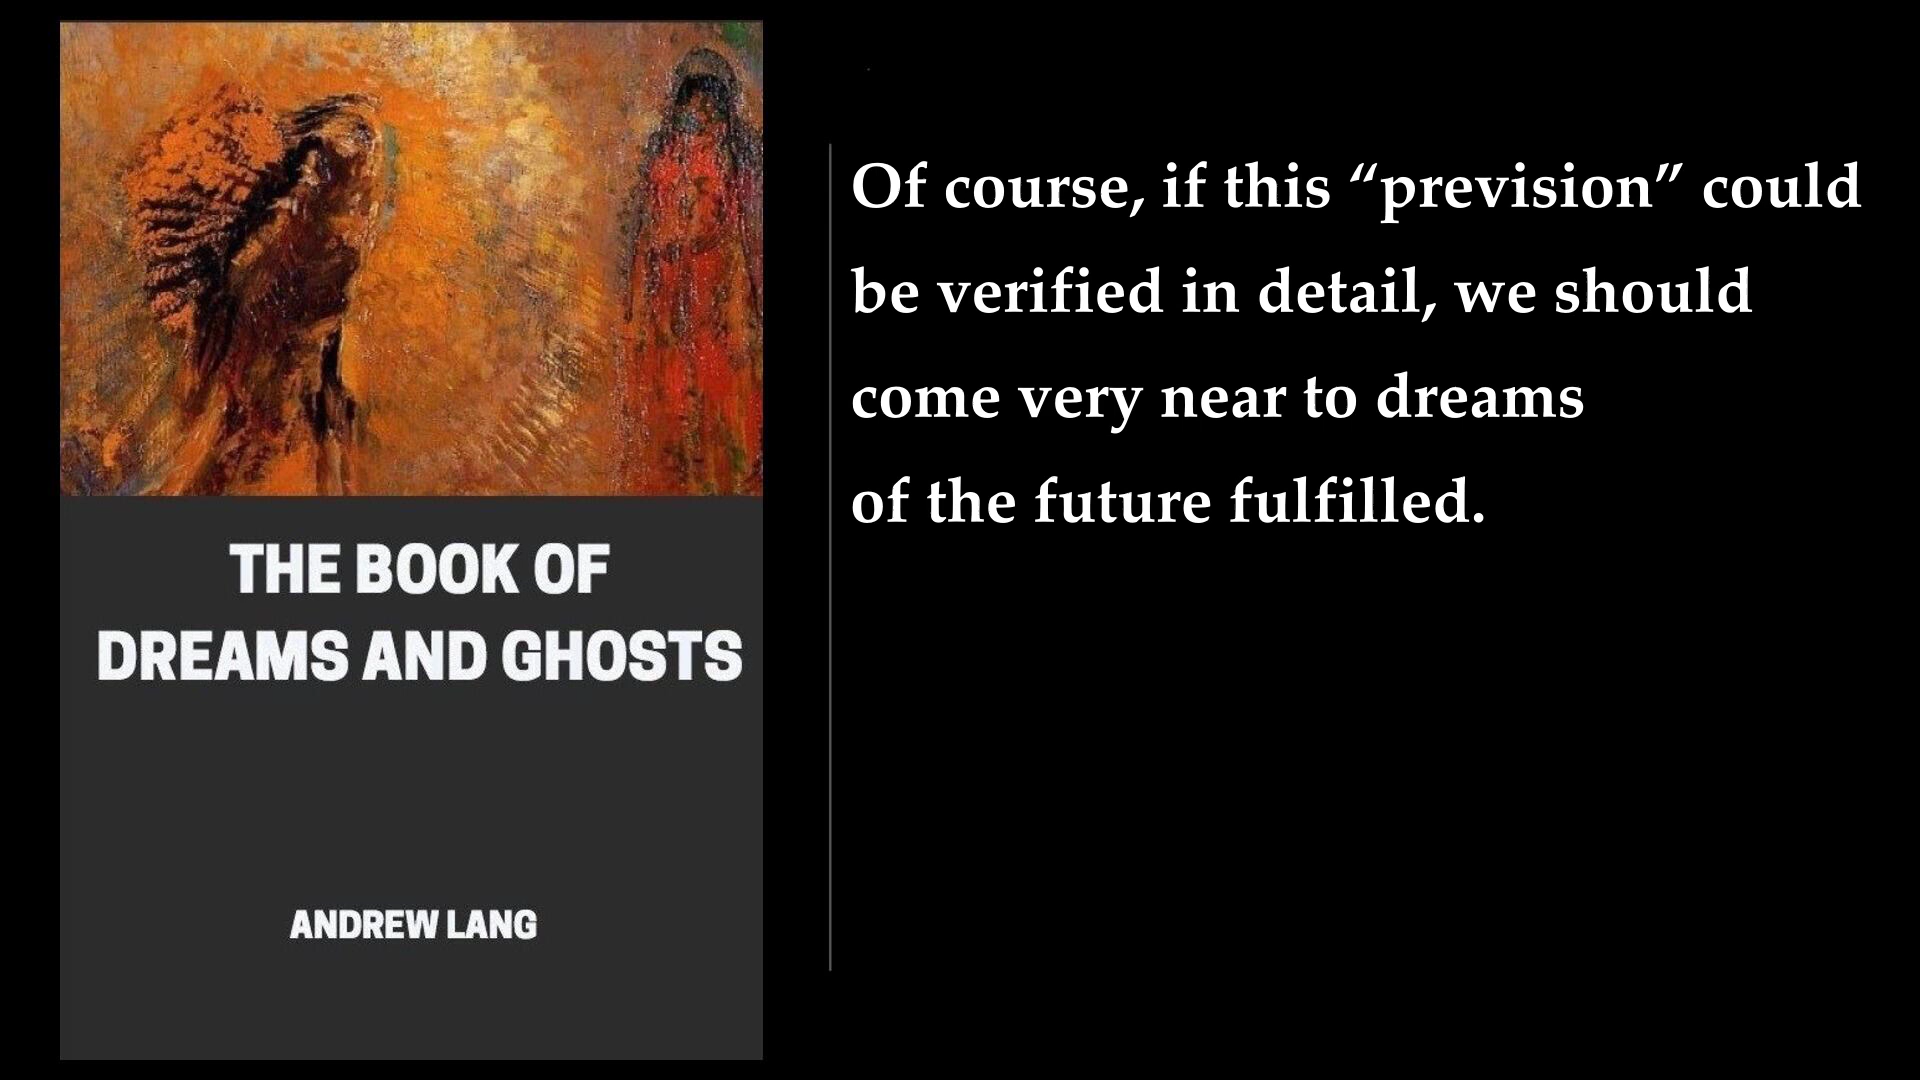 THE BOOK OF
DREAMS AND GHOSTS
ANDREW LANG
Of course, if this “prevision” could
be verified in detail, we should
come very near to dreams
of the future fulfilled.